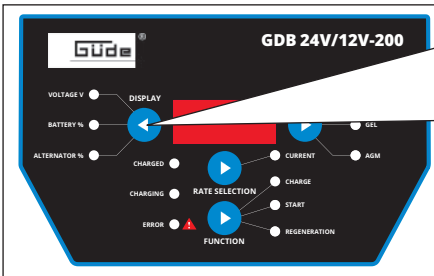 Güde®
GDB 24V/12V-200
VOLTAGE V
DISPLAY
BATTERY %
GEL
ALTERNATOR %
CHARGED
CURRENT
AGM
RATE SELECTION
CHARGING
CHARGE
START
ERROR
FUNCTION
REGENERATION